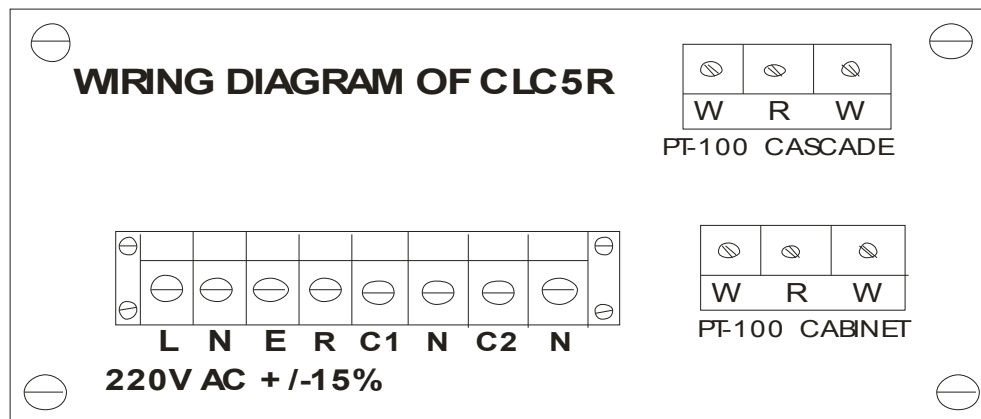 WIRING DIAGRAM OF CLC5R
W R W
PT-100 CASCADE
W R W
PT-100 CABINET
L N E R C1 N C2 N
220V AC +/-15%